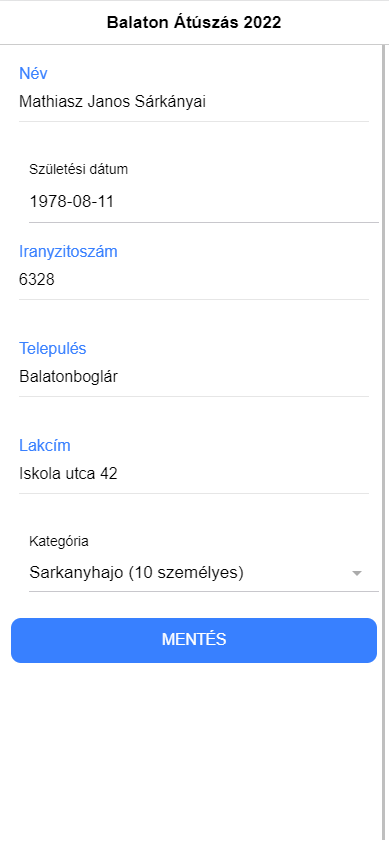 Balaton Átúszás 2022
Név
Mathiasz Janos Sárkányai
Születési dátum
1978-08-11
Iranyzitoszám
6328
Település
Balatonboglár
Lakcím
Iskola utca 42
Kategória
Sarkanyhajo (10 személyes)
MENTÉS